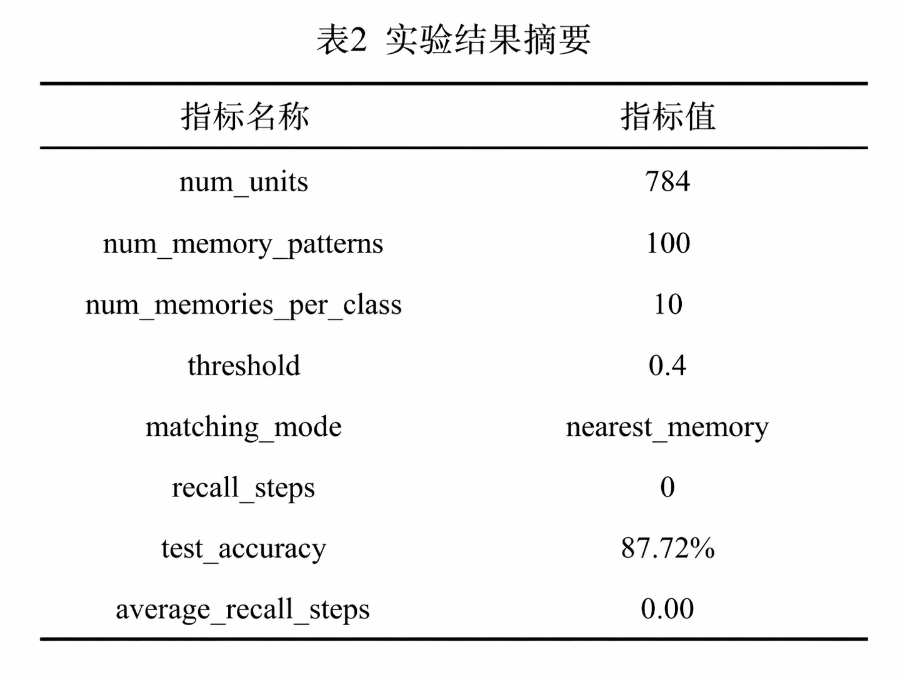 表2 实验结果摘要
指标名称 指标值
num_units 784
num_memory_patterns 100
num_memories_per_class 10
threshold 0.4
matching_mode nearest_memory
recall_steps 0
test_accuracy 87.72%
average_recall_steps 0.00